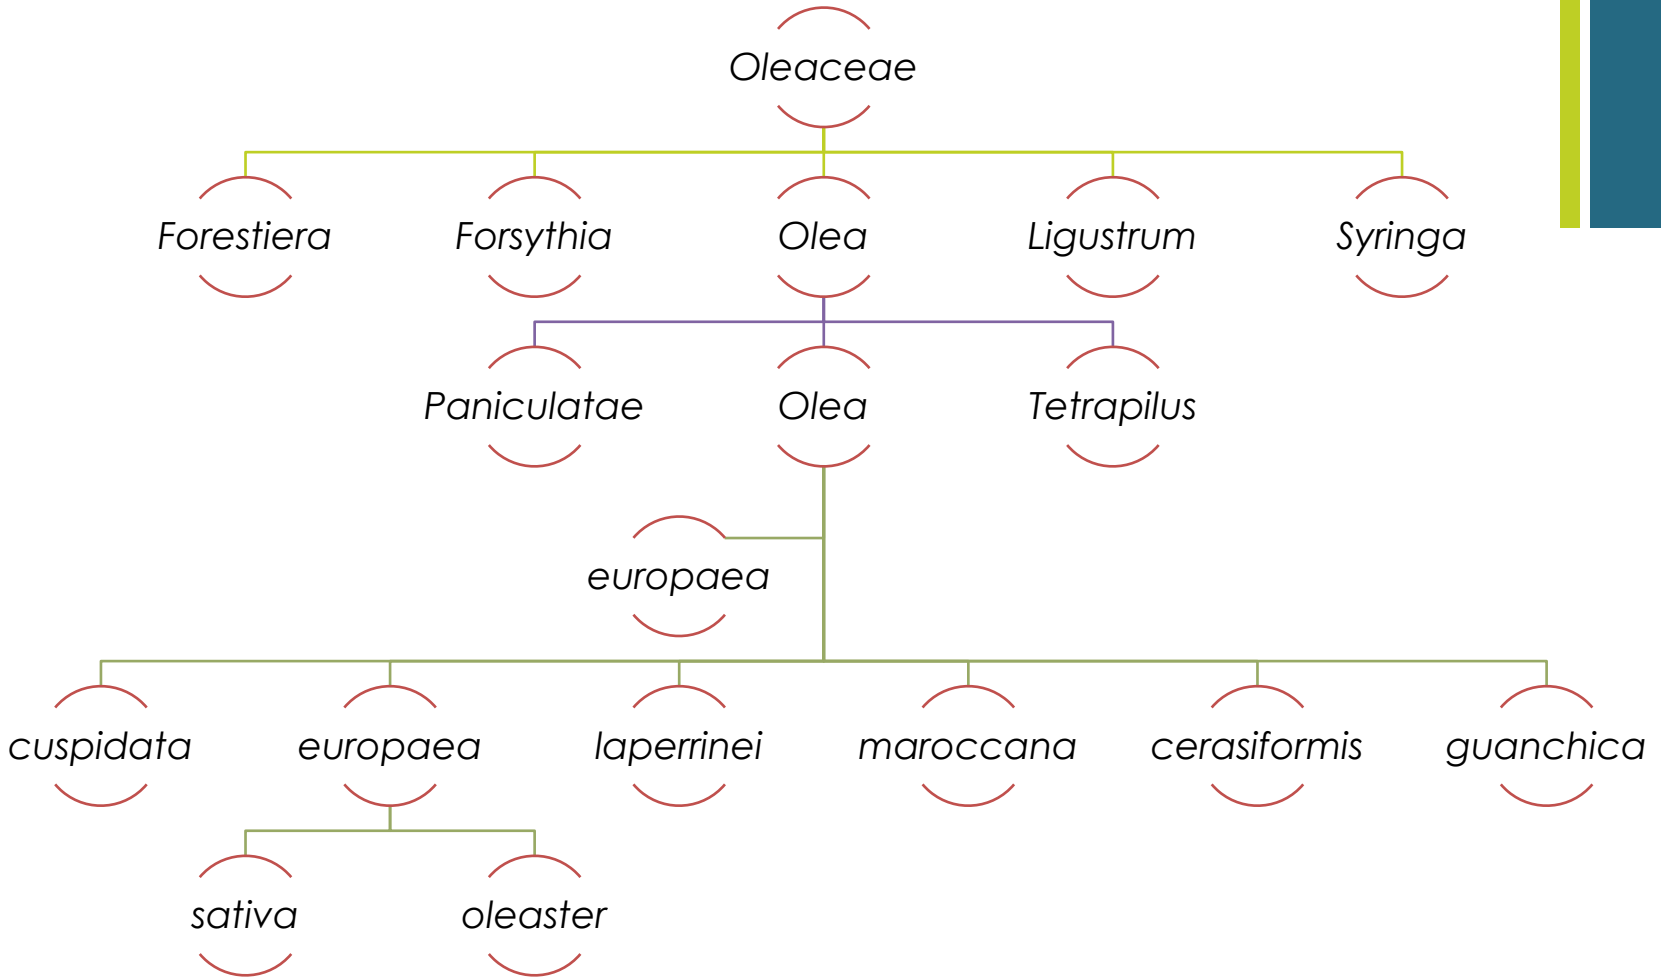 Oleaceae
Forestiera
Forsythia
Olea
Ligustrum
Syringa
Paniculatae
Olea
Tetrapilus
europaea
cuspidata
europaea
laperrinei
maroccana
cerasiformis
guanchica
sativa
oleaster